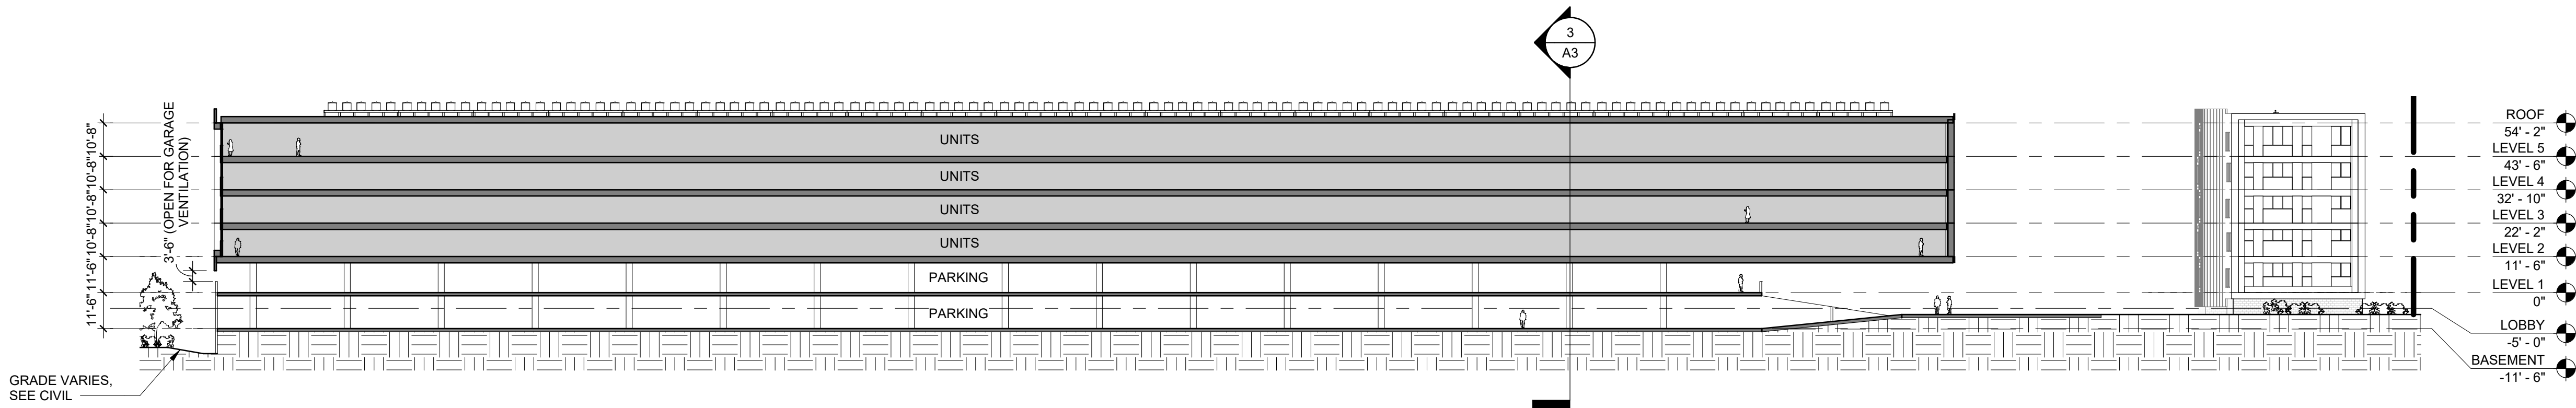 3
A3
3'-6" (OPEN FOR GARAGE
VENTILATION)
10'-8"
10'-8"
10'-8"
10'-8"
11'-6"
11'-6"
UNITS
UNITS
UNITS
UNITS
PARKING
PARKING
GRADE VARIES,
SEE CIVIL
ROOF
54' - 2"
LEVEL 5
43' - 6"
LEVEL 4
32' - 10"
LEVEL 3
22' - 2"
LEVEL 2
11' - 6"
LEVEL 1
0"
LOBBY
-5' - 0"
BASEMENT
-11' - 6"